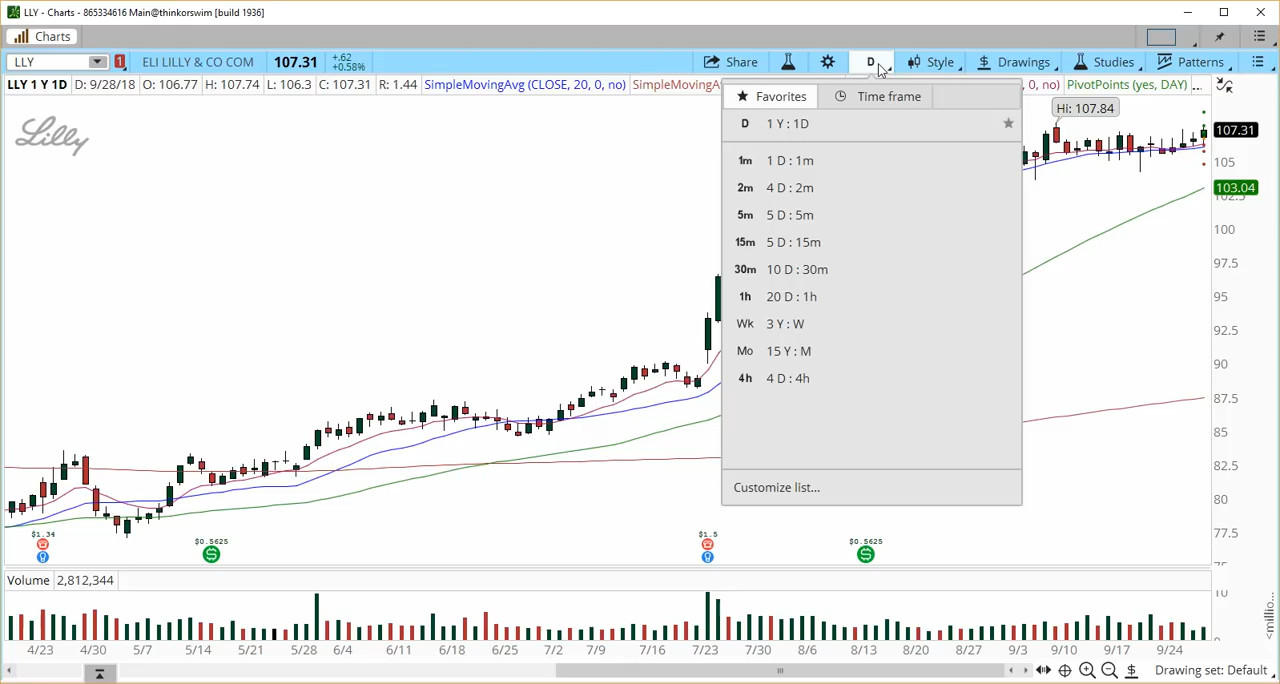 LLY - Charts - 865334616 Main@thinkorswim [build 1936]
Charts
LLY 1 ELI LILLY & CO COM 107.31 +.62 +0.58% Share D Style Drawings Studies Patterns
LLY 1 Y 1D D: 9/28/18 O: 106.77 H: 107.74 L: 106.3 C: 107.31 R: 1.44 SimpleMovingAvg (CLOSE, 20, 0, no) SimpleMovingA 0, no) PivotPoints (yes, DAY) ...
Lilly
Favorites Time frame
D 1 Y : 1D
1m 1 D : 1m
2m 4 D : 2m
5m 5 D : 5m
15m 5 D : 15m
30m 10 D : 30m
1h 20 D : 1h
Wk 3 Y : W
Mo 15 Y : M
4h 4 D : 4h
Customize list...
Hi: 107.84
107.31
105
103.04
102.5
100
97.5
95
92.5
90
87.5
85
82.5
80
77.5
75
$1.34 $0.5625 $1.5 $0.5625
Volume 2,812,344
10
0
<millio...
4/23 4/30 5/7 5/14 5/21 5/28 6/4 6/11 6/18 6/25 7/2 7/9 7/16 7/23 7/30 8/6 8/13 8/20 8/27 9/3 9/10 9/17 9/24
Drawing set: Default